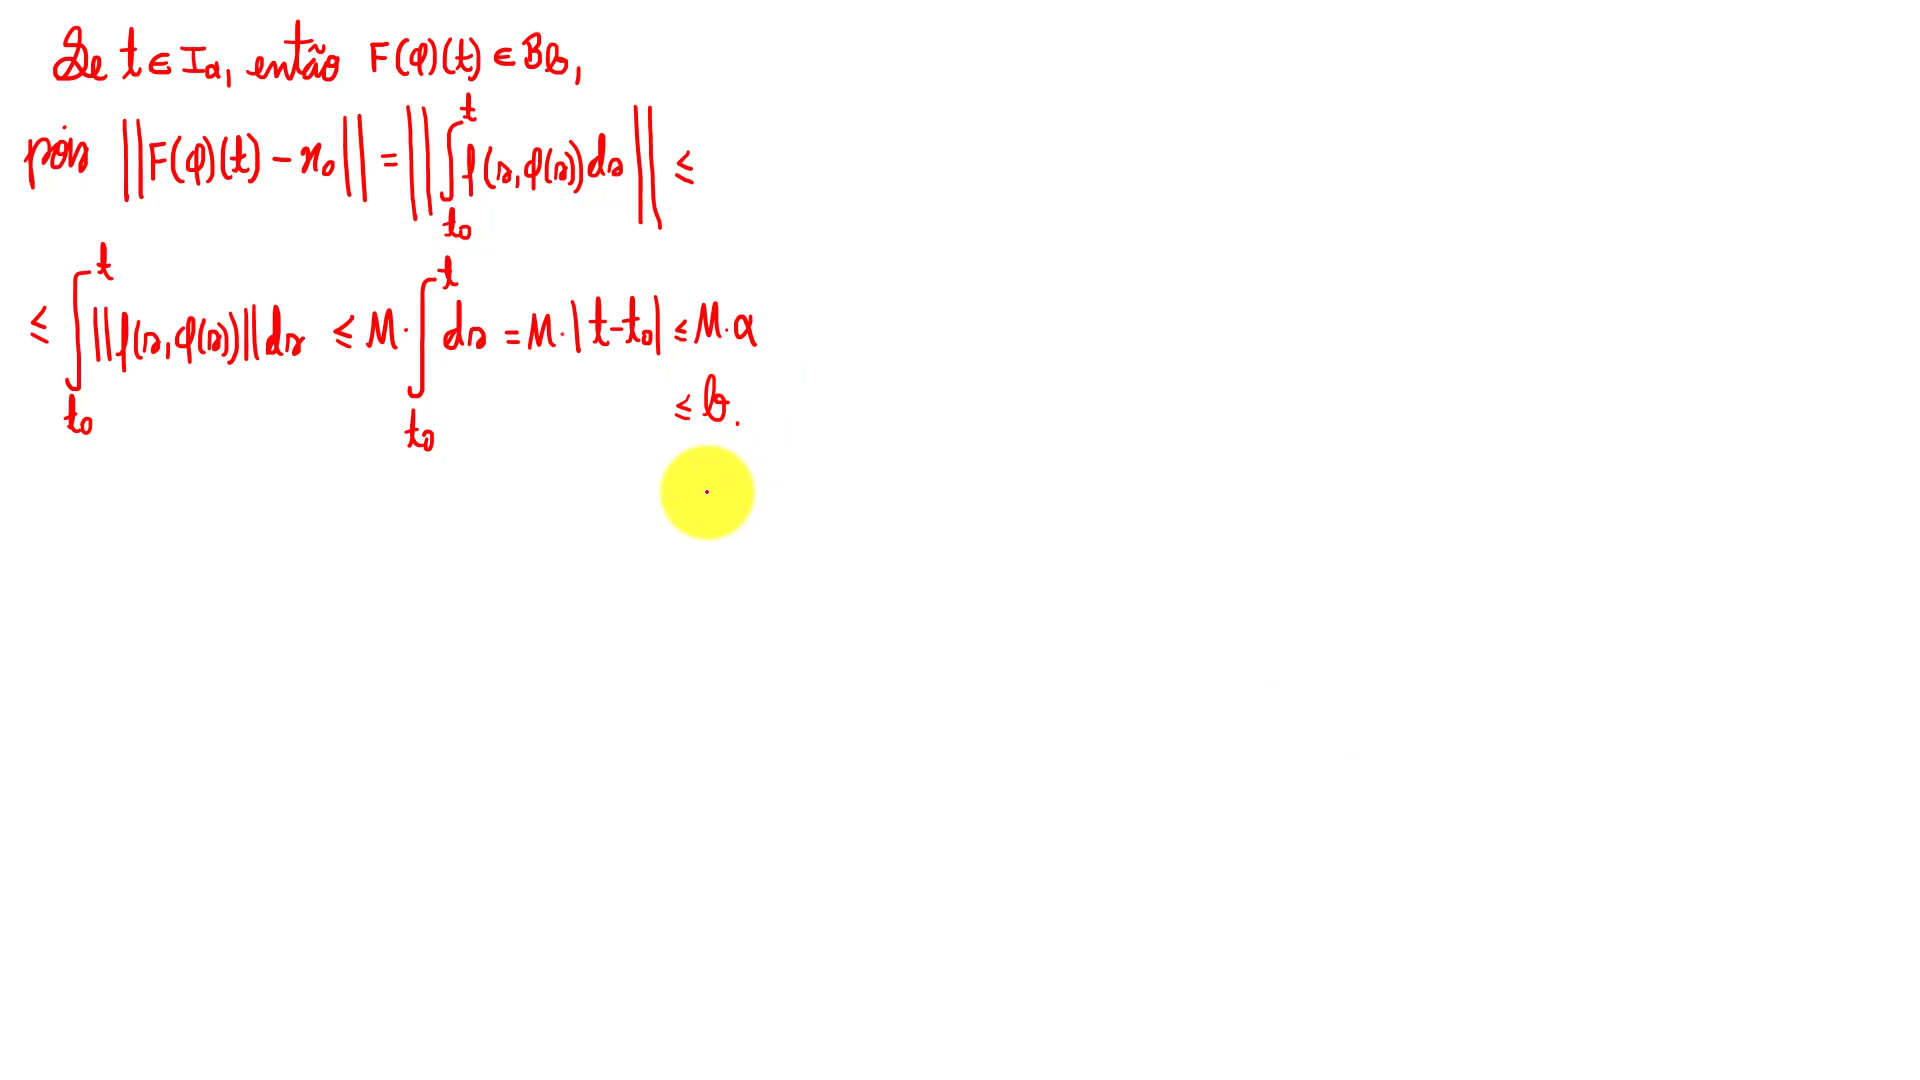 Se t ∈ Iα, então F(φ)(t) ∈ Bb,
pois ||F(φ)(t) - x₀|| = ||∫_{t₀}^{t} f(s,φ(s))ds|| ≤
≤ ∫_{t₀}^{t} ||f(s,φ(s))||ds ≤ M·∫_{t₀}^{t} ds = M·|t-t₀| ≤ M·α
≤ b.